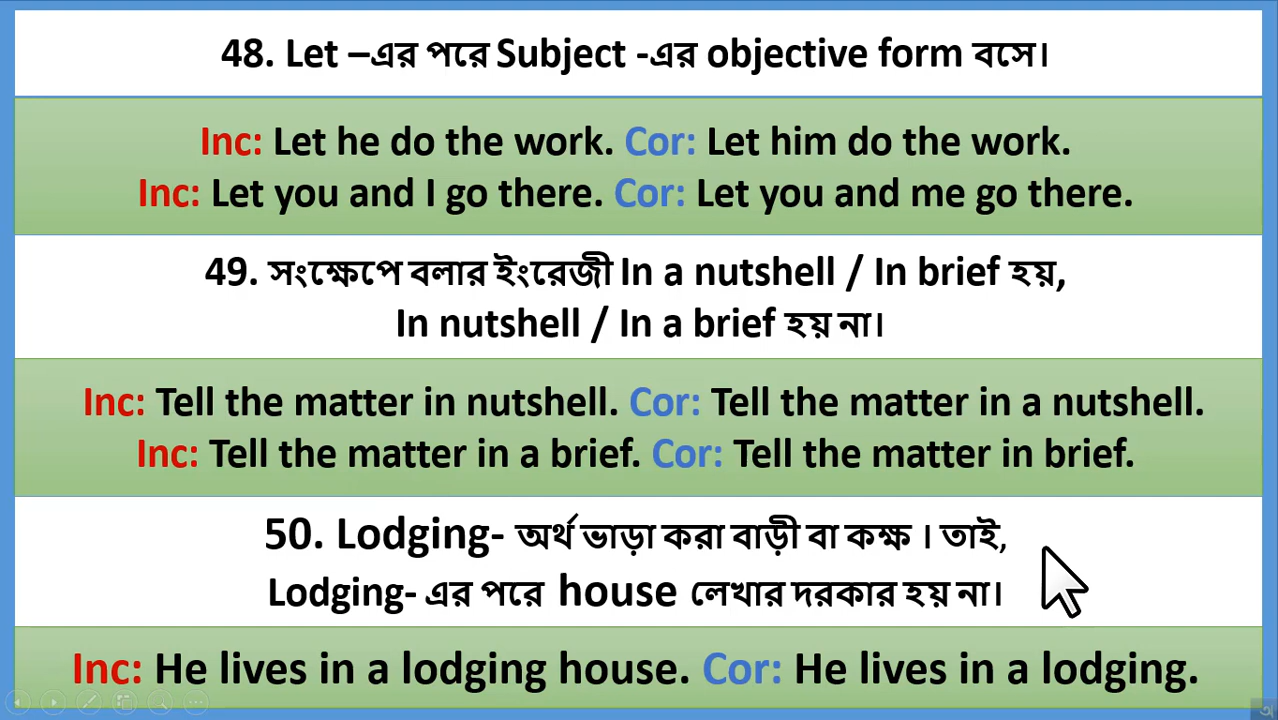 48. Let –এর পরে Subject -এর objective form বসে।
Inc: Let he do the work. Cor: Let him do the work.
Inc: Let you and I go there. Cor: Let you and me go there.
49. সংক্ষেপে বলার ইংরেজী In a nutshell / In brief হয়,
In nutshell / In a brief হয় না।
Inc: Tell the matter in nutshell. Cor: Tell the matter in a nutshell.
Inc: Tell the matter in a brief. Cor: Tell the matter in brief.
50. Lodging- অর্থ ভাড়া করা বাড়ী বা কক্ষ । তাই,
Lodging- এর পরে house লেখার দরকার হয় না।
Inc: He lives in a lodging house. Cor: He lives in a lodging.
অ